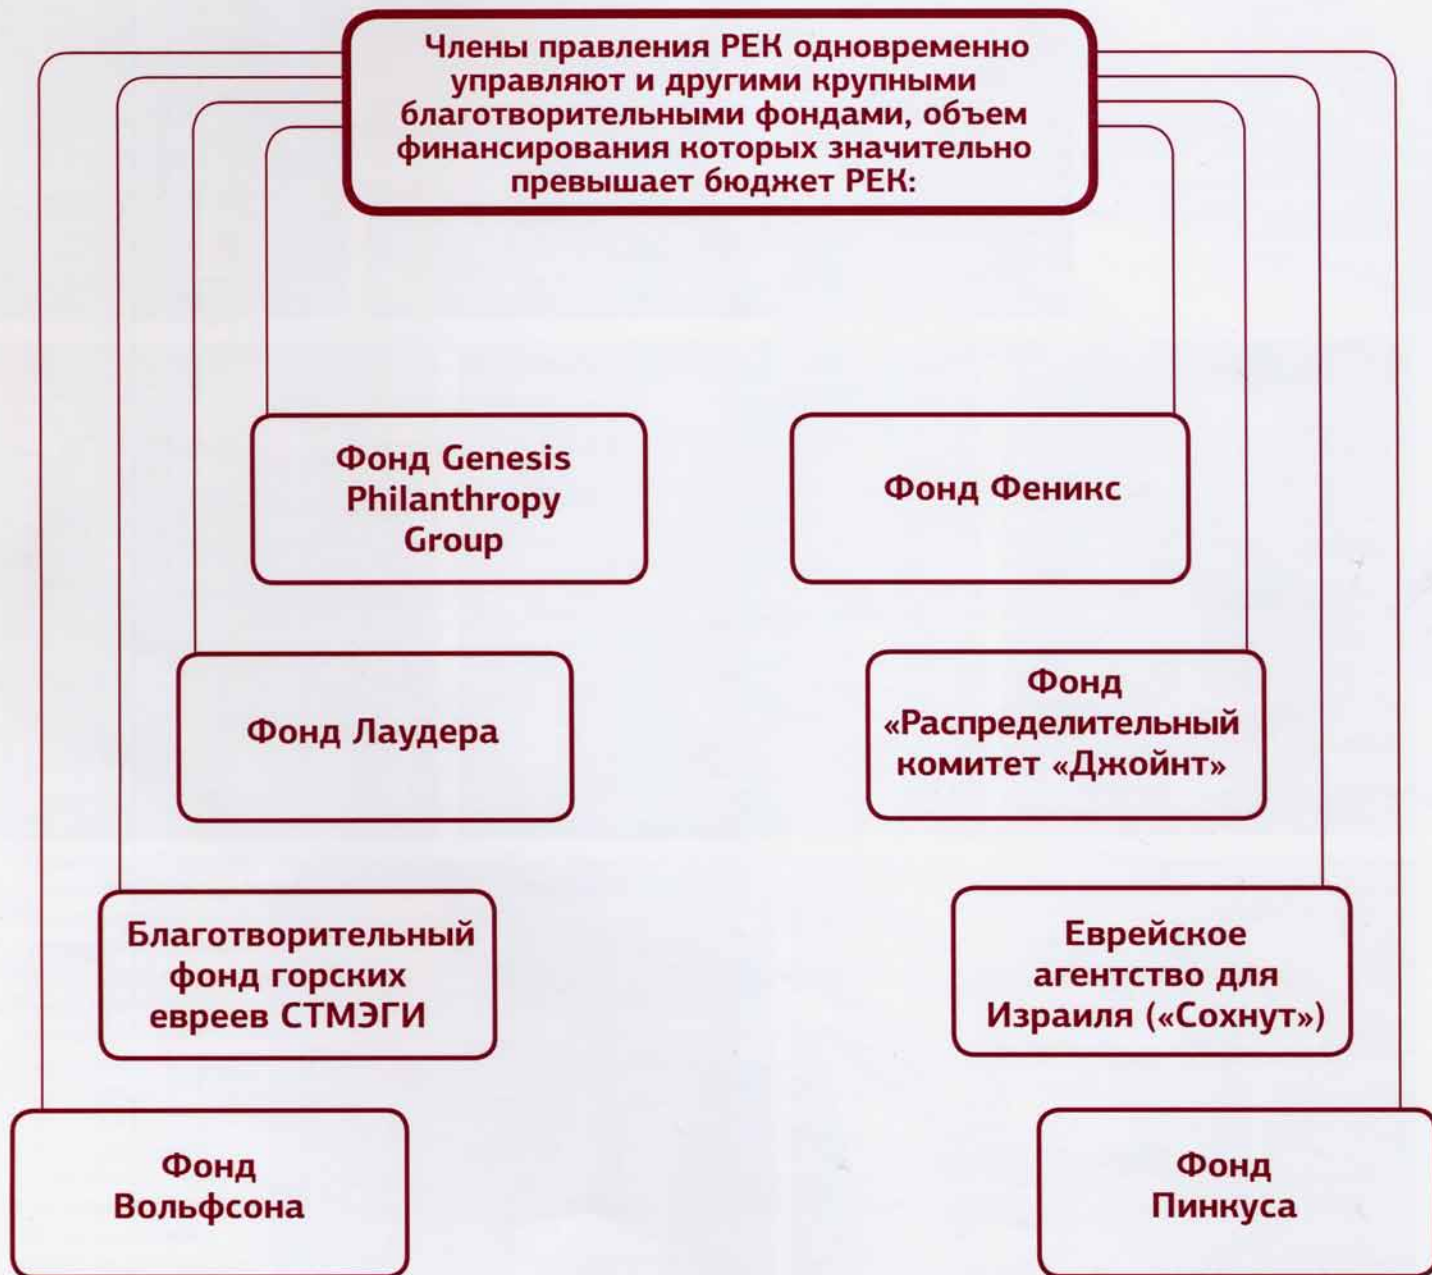 Члены правления РЕК одновременно
управляют и другими крупными
благотворительными фондами, объем
финансирования которых значительно
превышает бюджет РЕК:
Фонд Genesis
Philanthropy
Group
Фонд Феникс
Фонд Лаудера
Фонд
«Распределительный
комитет «Джойнт»
Благотворительный
фонд горских
евреев СТМЭГИ
Еврейское
агентство для
Израиля («Сохнут»)
Фонд
Вольфсона
Фонд
Пинкуса